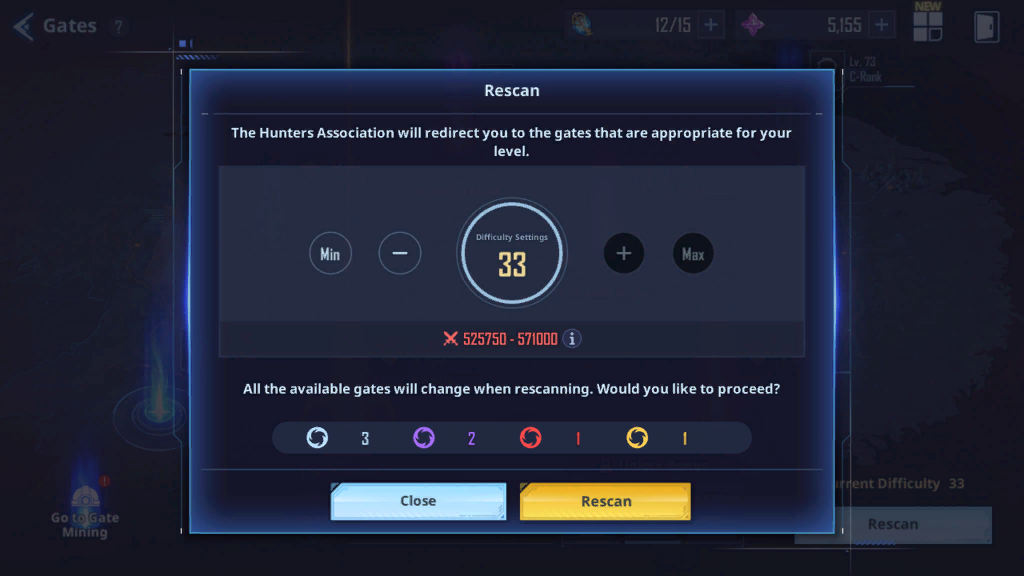 Gates ?
12/15 +
5,155 +
NEW
Lv. 73
C-Rank
Rescan
The Hunters Association will redirect you to the gates that are appropriate for your
level.
Min
Difficulty Settings
33
Max
525750 - 571000
All the available gates will change when rescanning. Would you like to proceed?
3 2 1 1
Close
Rescan
Go to Gate
Mining
rrent Difficulty 33
Rescan